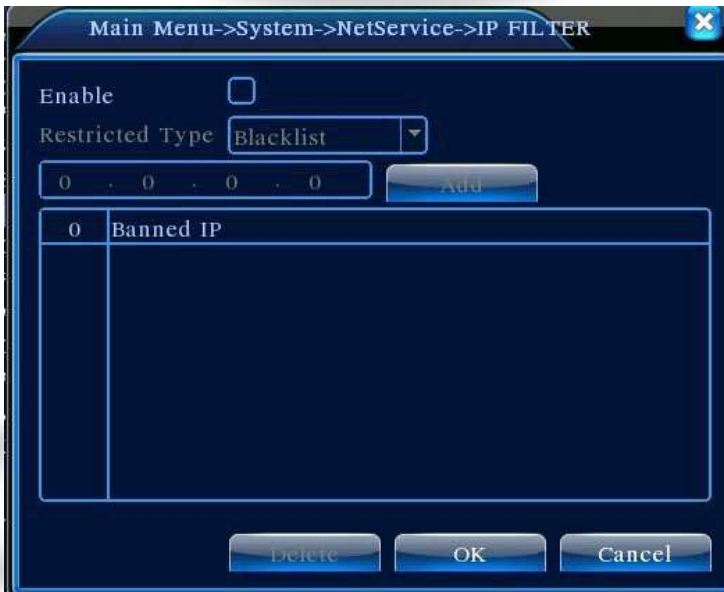 Main Menu->System->NetService->IP FILTER
Enable
Restricted Type Blacklist
0 . 0 . 0 . 0 Add
0 Banned IP
Delete OK Cancel